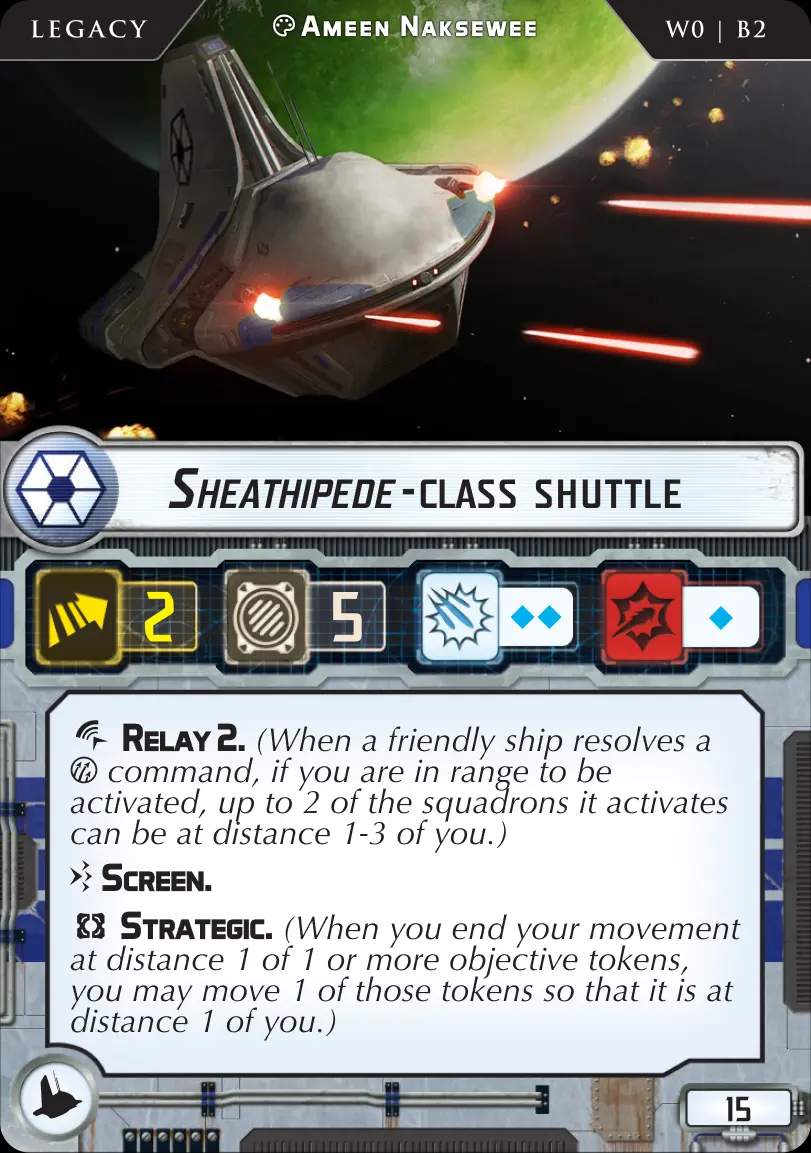 LEGACY
AMEEN NAKSEWEE
W0 | B2
SHEATHIPEDE-CLASS SHUTTLE
2
5
RELAY 2. (When a friendly ship resolves a
command, if you are in range to be
activated, up to 2 of the squadrons it activates
can be at distance 1-3 of you.)
SCREEN.
STRATEGIC. (When you end your movement
at distance 1 of 1 or more objective tokens,
you may move 1 of those tokens so that it is at
distance 1 of you.)
15